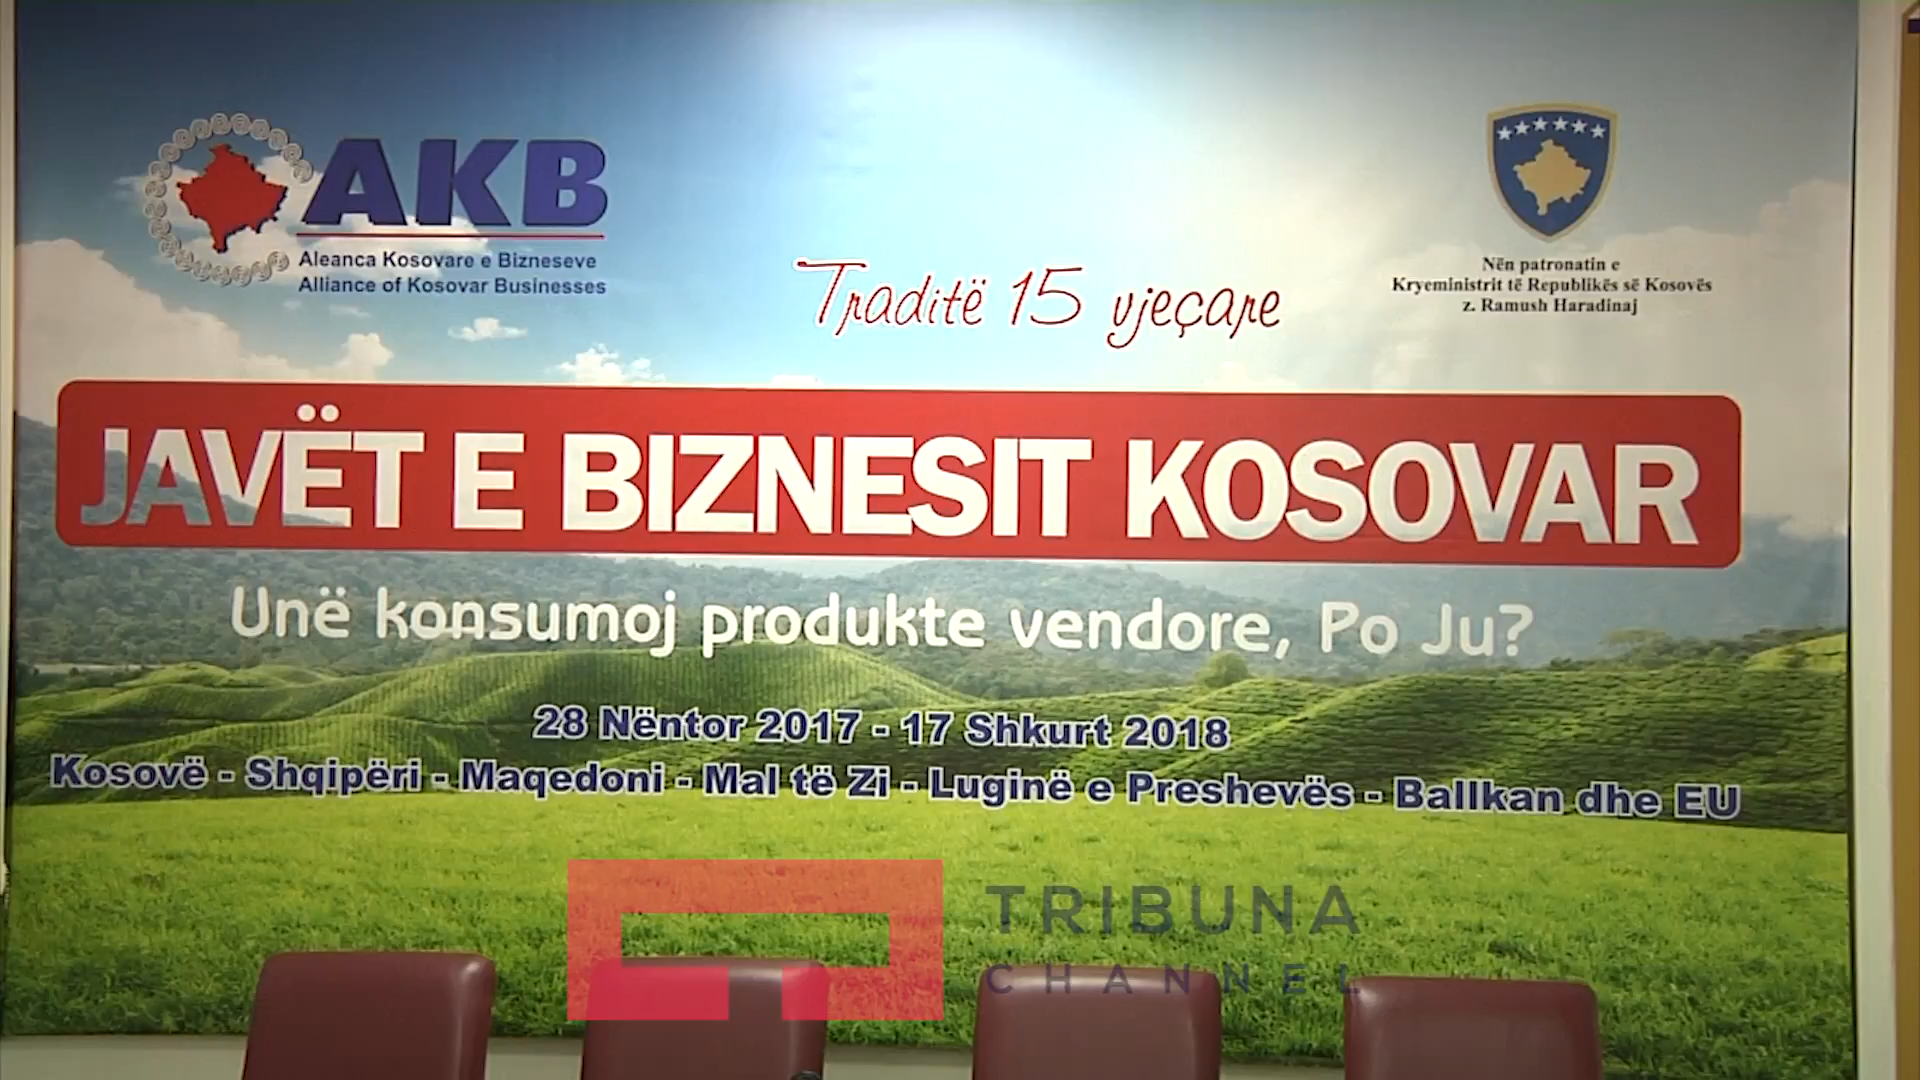 AKB
Aleanca Kosovare e Bizneseve
Alliance of Kosovar Businesses
Traditë 15 vjeçare
Nën patronatin e
Kryeministrit të Republikës së Kosovës
z. Ramush Haradinaj
JAVËT E BIZNESIT KOSOVAR
Unë konsumoj produkte vendore, Po Ju?
28 Nëntor 2017 - 17 Shkurt 2018
Kosovë - Shqipëri - Maqedoni - Mal të Zi - Luginë e Preshevës - Ballkan dhe EU
TRIBUNA
CHANNEL